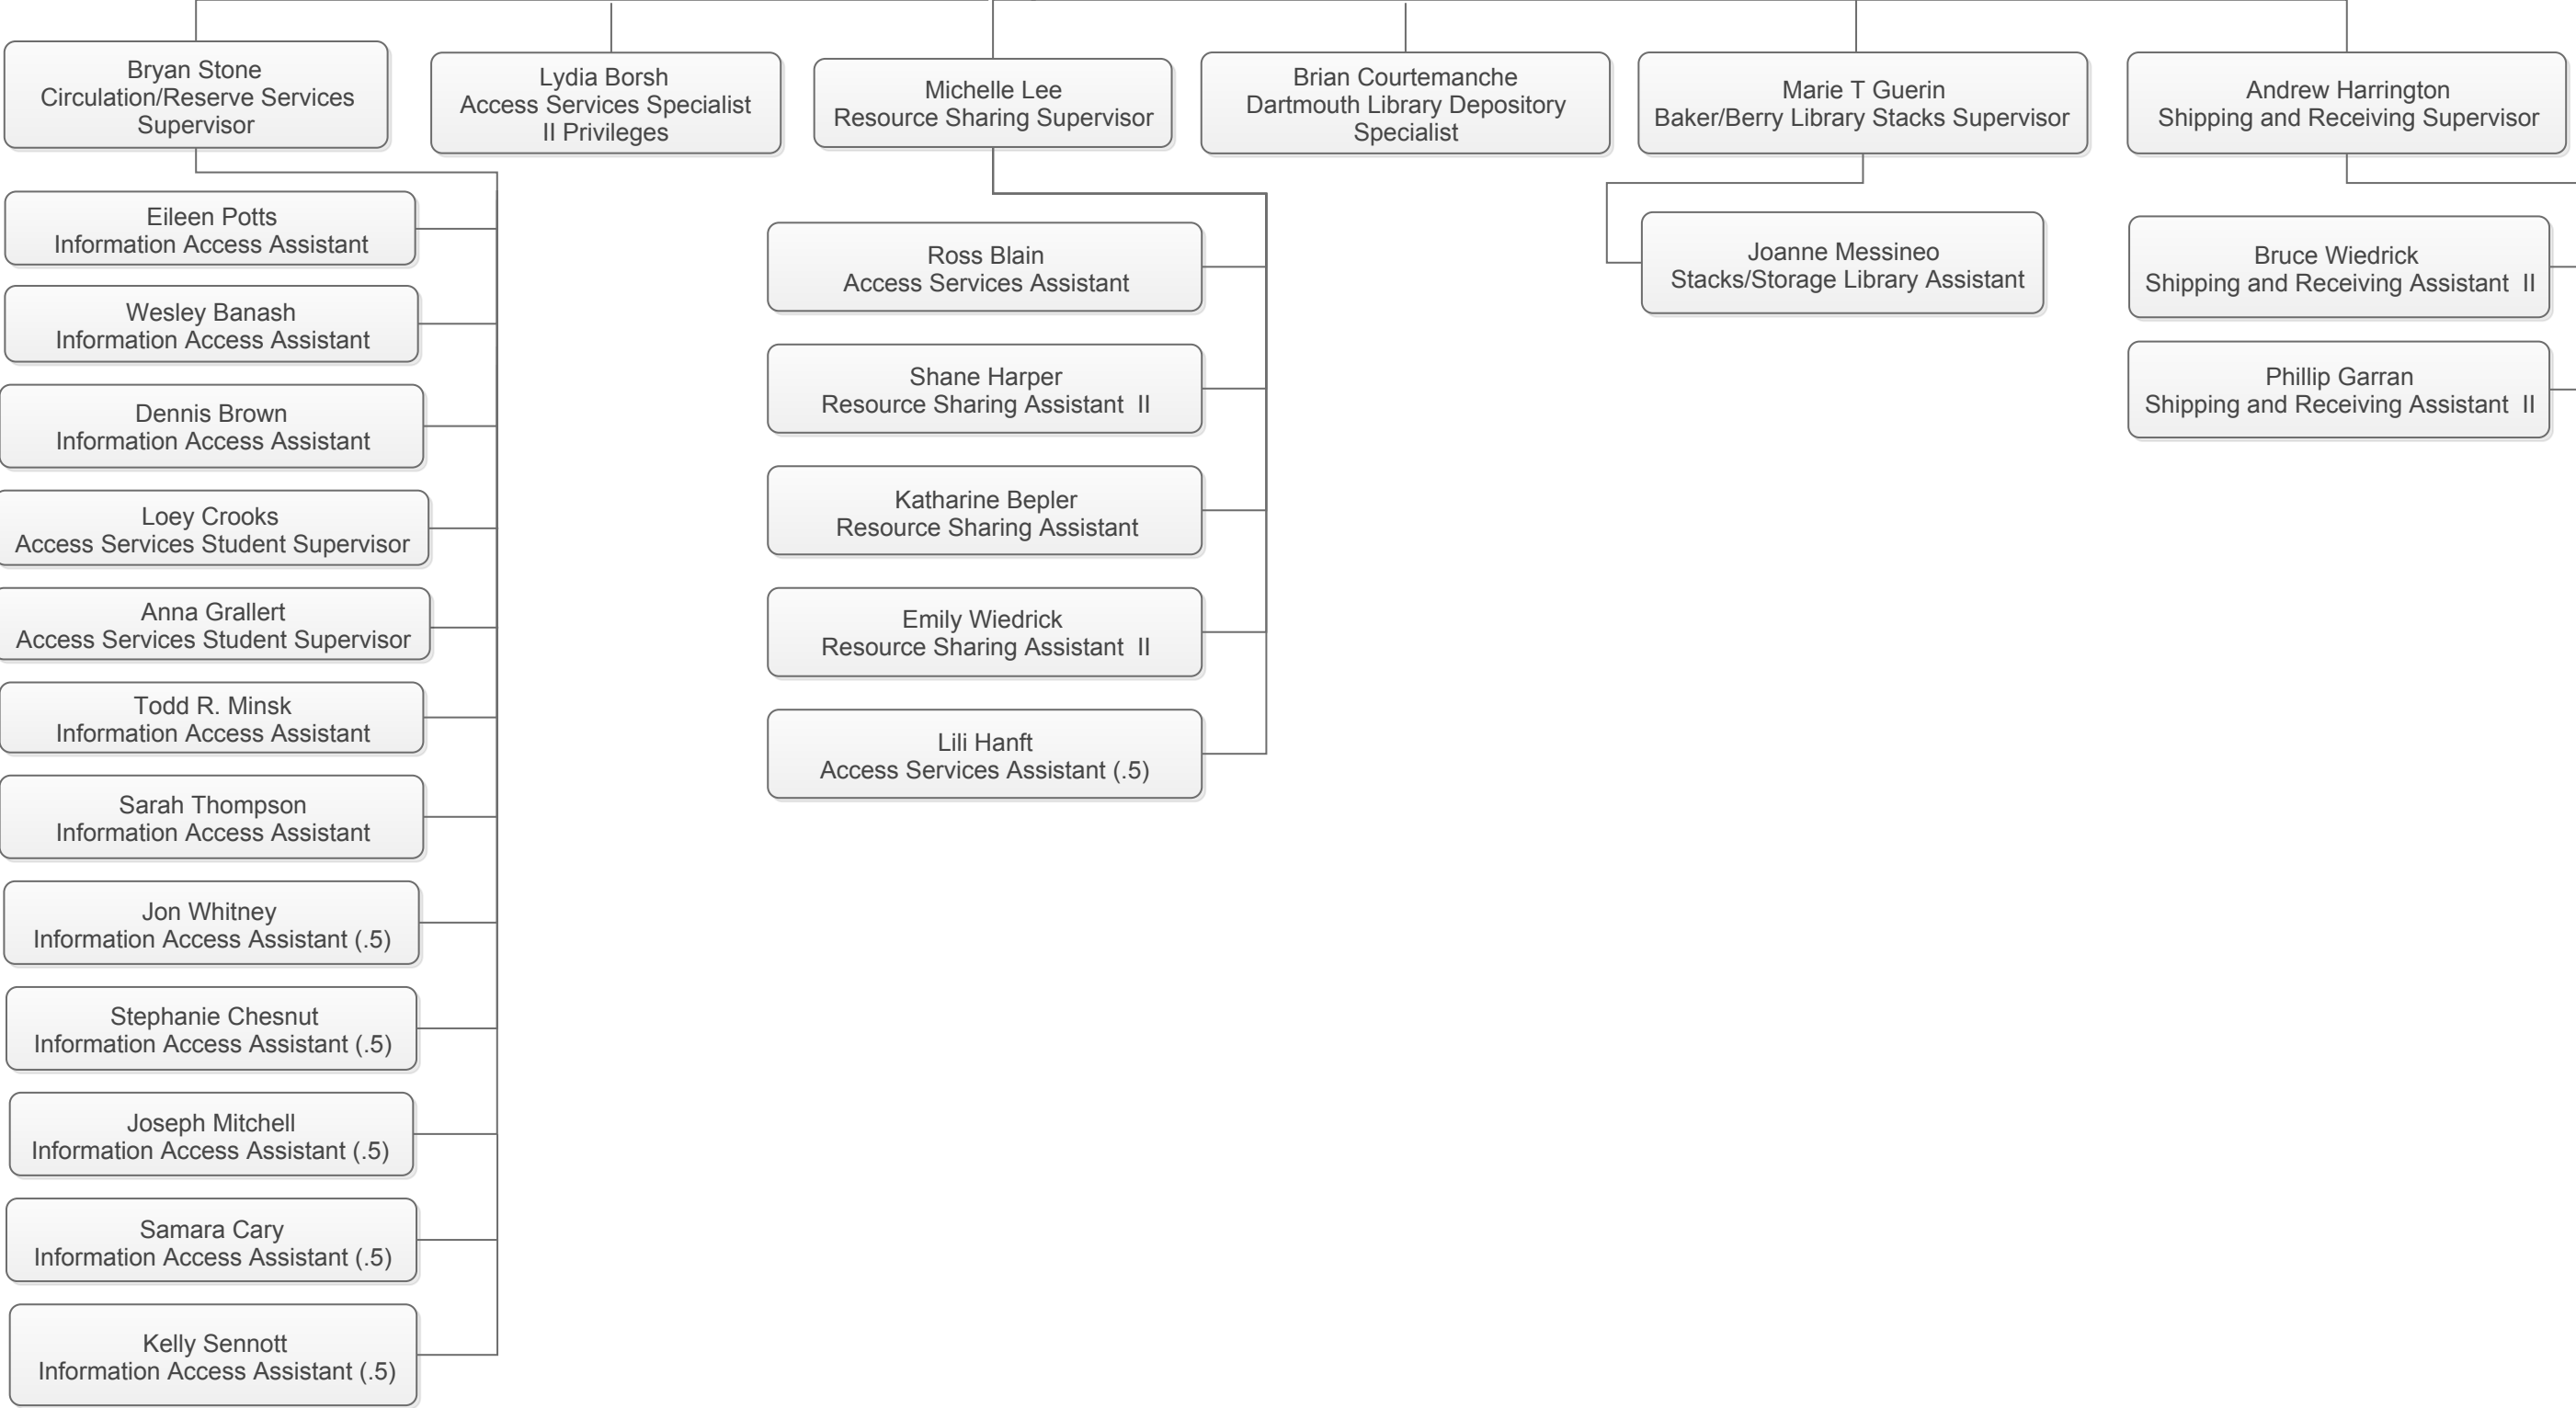 Bryan Stone
Circulation/Reserve Services
Supervisor
Lydia Borsh
Access Services Specialist
II Privileges
Michelle Lee
Resource Sharing Supervisor
Brian Courtemanche
Dartmouth Library Depository
Specialist
Marie T Guerin
Baker/Berry Library Stacks Supervisor
Andrew Harrington
Shipping and Receiving Supervisor
Eileen Potts
Information Access Assistant
Wesley Banash
Information Access Assistant
Dennis Brown
Information Access Assistant
Loey Crooks
Access Services Student Supervisor
Anna Grallert
Access Services Student Supervisor
Todd R. Minsk
Information Access Assistant
Sarah Thompson
Information Access Assistant
Jon Whitney
Information Access Assistant (.5)
Stephanie Chesnut
Information Access Assistant (.5)
Joseph Mitchell
Information Access Assistant (.5)
Samara Cary
Information Access Assistant (.5)
Kelly Sennott
Information Access Assistant (.5)
Ross Blain
Access Services Assistant
Shane Harper
Resource Sharing Assistant II
Katharine Bepler
Resource Sharing Assistant
Emily Wiedrick
Resource Sharing Assistant II
Lili Hanft
Access Services Assistant (.5)
Joanne Messineo
Stacks/Storage Library Assistant
Bruce Wiedrick
Shipping and Receiving Assistant II
Phillip Garran
Shipping and Receiving Assistant II